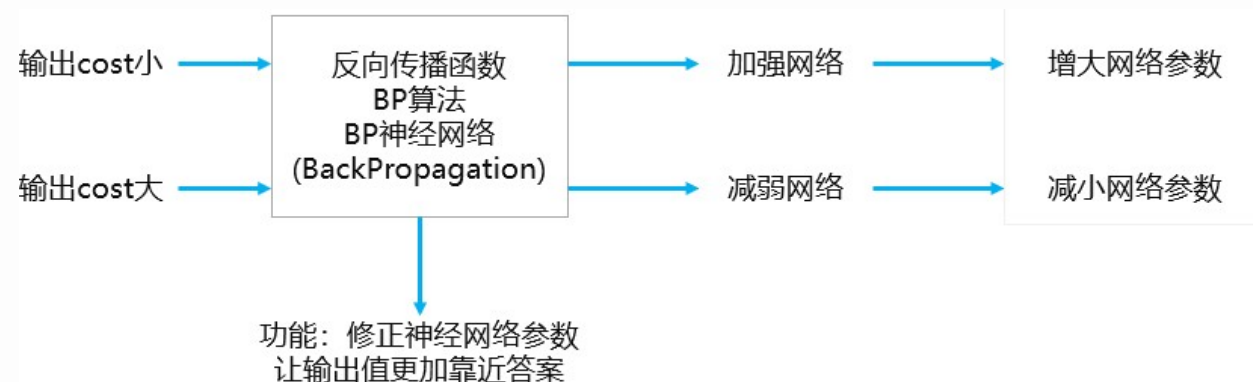 输出cost小
反向传播函数
BP算法
BP神经网络
(BackPropagation)
加强网络
增大网络参数
输出cost大
减弱网络
减小网络参数
功能：修正神经网络参数
让输出值更加靠近答案